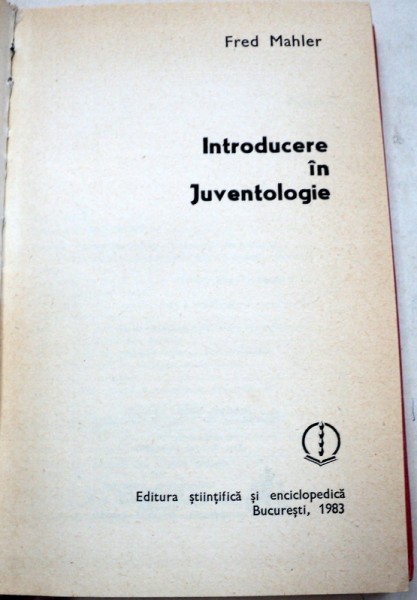 Fred Mahler
Introducere
în
Juventologie
Editura științifică și enciclopedică
București, 1983